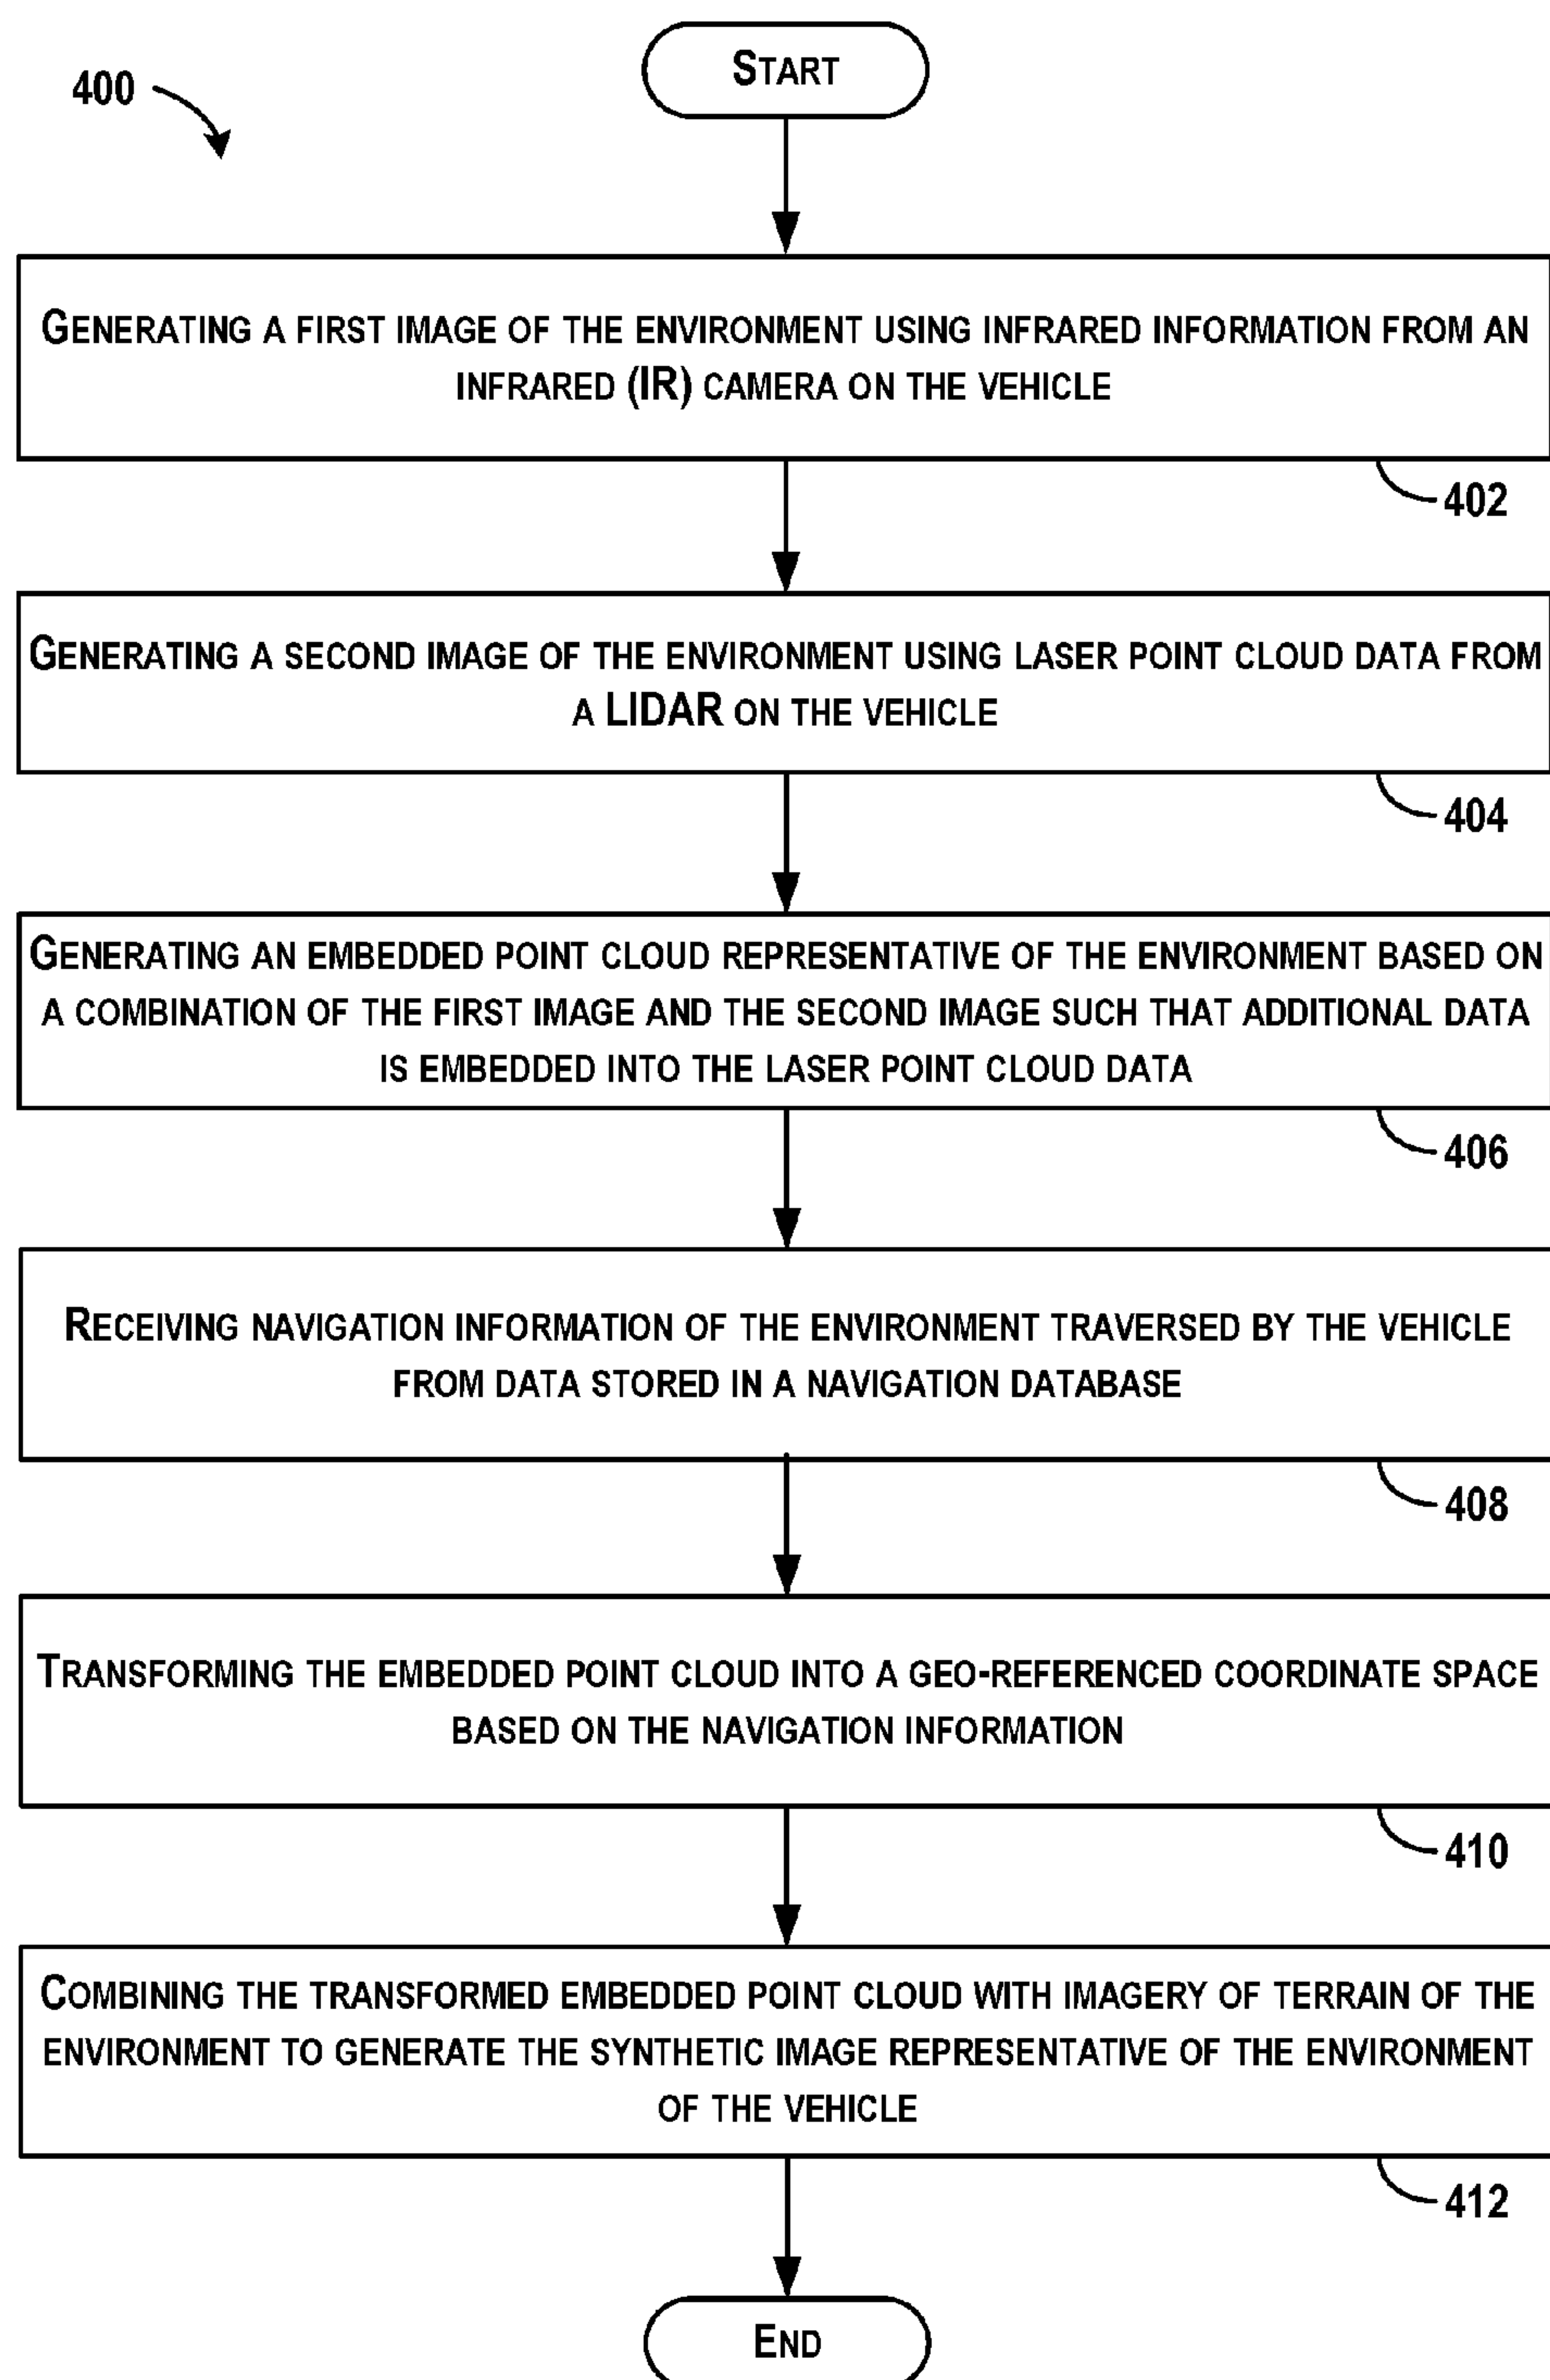 START
400
GENERATING A FIRST IMAGE OF THE ENVIRONMENT USING INFRARED INFORMATION FROM AN
INFRARED (IR) CAMERA ON THE VEHICLE
402
GENERATING A SECOND IMAGE OF THE ENVIRONMENT USING LASER POINT CLOUD DATA FROM
A LIDAR ON THE VEHICLE
404
GENERATING AN EMBEDDED POINT CLOUD REPRESENTATIVE OF THE ENVIRONMENT BASED ON
A COMBINATION OF THE FIRST IMAGE AND THE SECOND IMAGE SUCH THAT ADDITIONAL DATA
IS EMBEDDED INTO THE LASER POINT CLOUD DATA
406
RECEIVING NAVIGATION INFORMATION OF THE ENVIRONMENT TRAVERSED BY THE VEHICLE
FROM DATA STORED IN A NAVIGATION DATABASE
408
TRANSFORMING THE EMBEDDED POINT CLOUD INTO A GEO-REFERENCED COORDINATE SPACE
BASED ON THE NAVIGATION INFORMATION
410
COMBINING THE TRANSFORMED EMBEDDED POINT CLOUD WITH IMAGERY OF TERRAIN OF THE
ENVIRONMENT TO GENERATE THE SYNTHETIC IMAGE REPRESENTATIVE OF THE ENVIRONMENT
OF THE VEHICLE
412
END